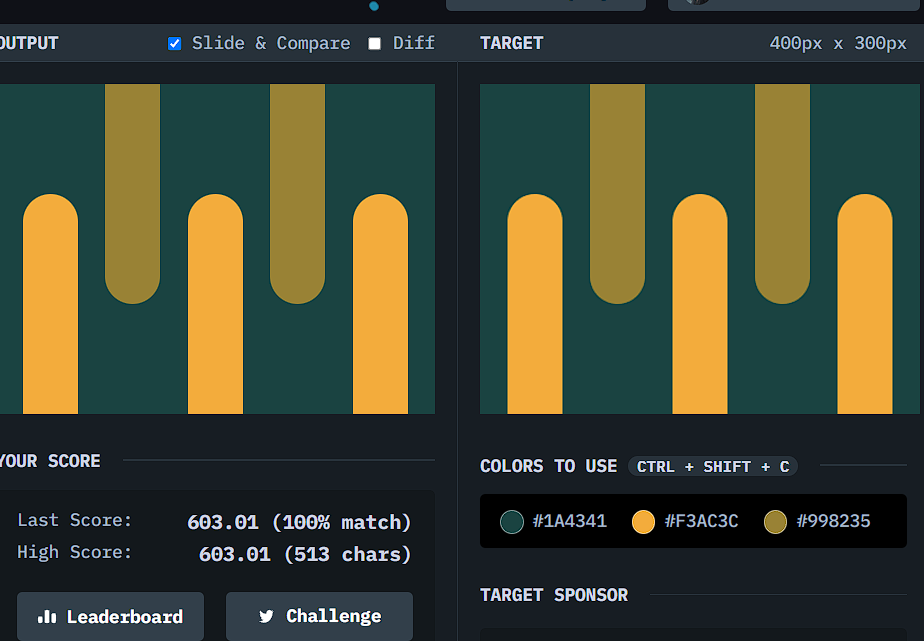 OUTPUT
Slide & Compare
Diff
TARGET
400px x 300px
YOUR SCORE
Last Score: 603.01 (100% match)
High Score: 603.01 (513 chars)
Leaderboard
Challenge
COLORS TO USE
CTRL + SHIFT + C
#1A4341
#F3AC3C
#998235
TARGET SPONSOR